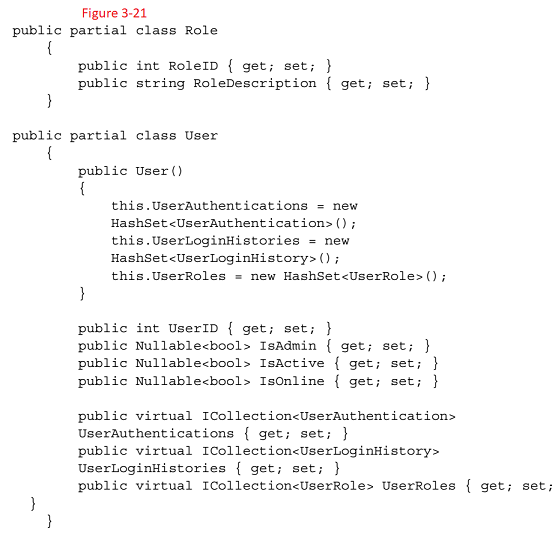 Figure 3-21
public partial class Role
{
public int RoleID { get; set; }
public string RoleDescription { get; set; }
}
public partial class User
{
public User()
{
this.UserAuthentications = new
HashSet<UserAuthentication>();
this.UserLoginHistories = new
HashSet<UserLoginHistory>();
this.UserRoles = new HashSet<UserRole>();
}
public int UserID { get; set; }
public Nullable<bool> IsAdmin { get; set; }
public Nullable<bool> IsActive { get; set; }
public Nullable<bool> IsOnline { get; set; }
public virtual ICollection<UserAuthentication>
UserAuthentications { get; set; }
public virtual ICollection<UserLoginHistory>
UserLoginHistories { get; set; }
public virtual ICollection<UserRole> UserRoles { get; set;
}
}